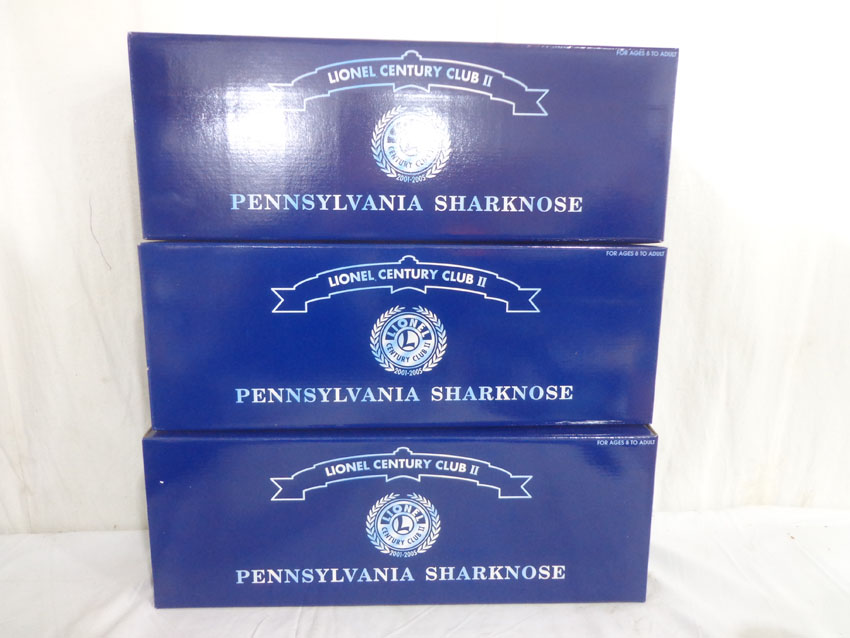 FOR AGES 8 TO ADULT
LIONEL CENTURY CLUB II
CENTURY CLUB
2001-2005
PENNSYLVANIA SHARKNOSE
FOR AGES 8 TO ADULT
LIONEL CENTURY CLUB II
LIONEL
L
CENTURY CLUB II
2001-2005
PENNSYLVANIA SHARKNOSE
FOR AGES 8 TO ADULT
LIONEL CENTURY CLUB II
LIONEL
L
CENTURY CLUB II
2001-2005
PENNSYLVANIA SHARKNOSE